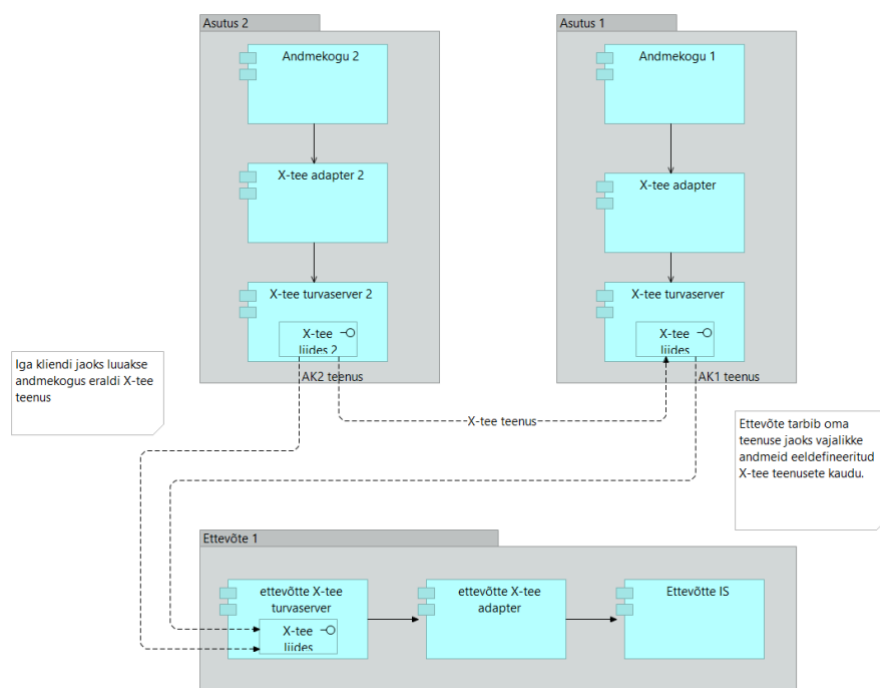 Asutus 2
Andmekogu 2
X-tee adapter 2
X-tee turvaserver 2
X-tee
liides 2
AK2 teenus
Asutus 1
Andmekogu 1
X-tee adapter
X-tee turvaserver
X-tee
liides
AK1 teenus
Iga kliendi jaoks luuakse
andmekogus eraldi X-tee
teenus
X-tee teenus
Ettevõte tarbib oma
teenuse jaoks vajalikke
andmeid eeldefineeritud
X-tee teenusete kaudu.
Ettevõte 1
ettevõtte X-tee
turvaserver
X-tee
liides
ettevõtte X-tee
adapter
Ettevõtte IS